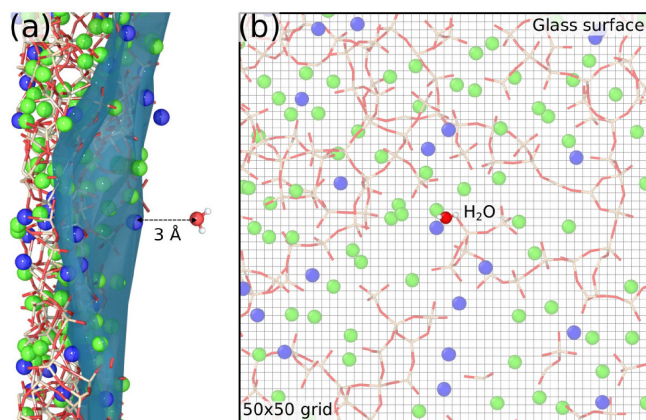 (a)
3 Å
(b)
Glass surface
H₂O
50x50 grid